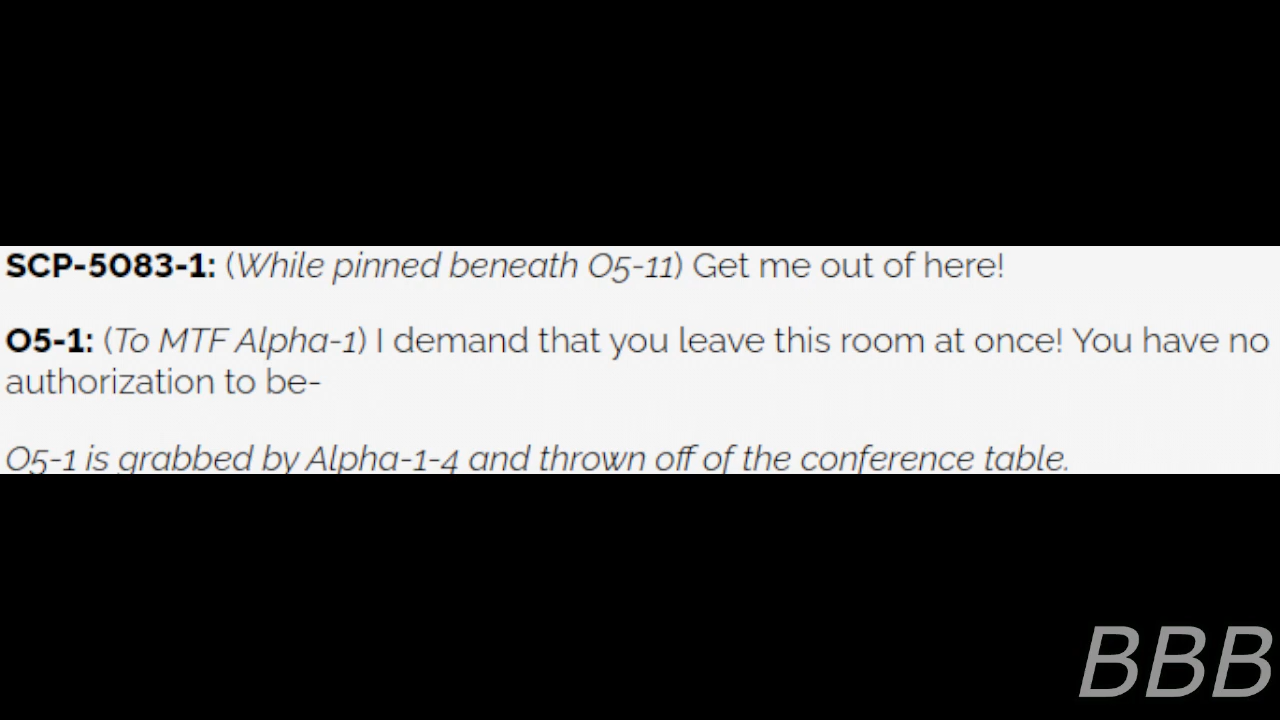 SCP-5083-1: (While pinned beneath O5-11) Get me out of here!
O5-1: (To MTF Alpha-1) I demand that you leave this room at once! You have no
authorization to be-
O5-1 is grabbed by Alpha-1-4 and thrown off of the conference table.
BBB